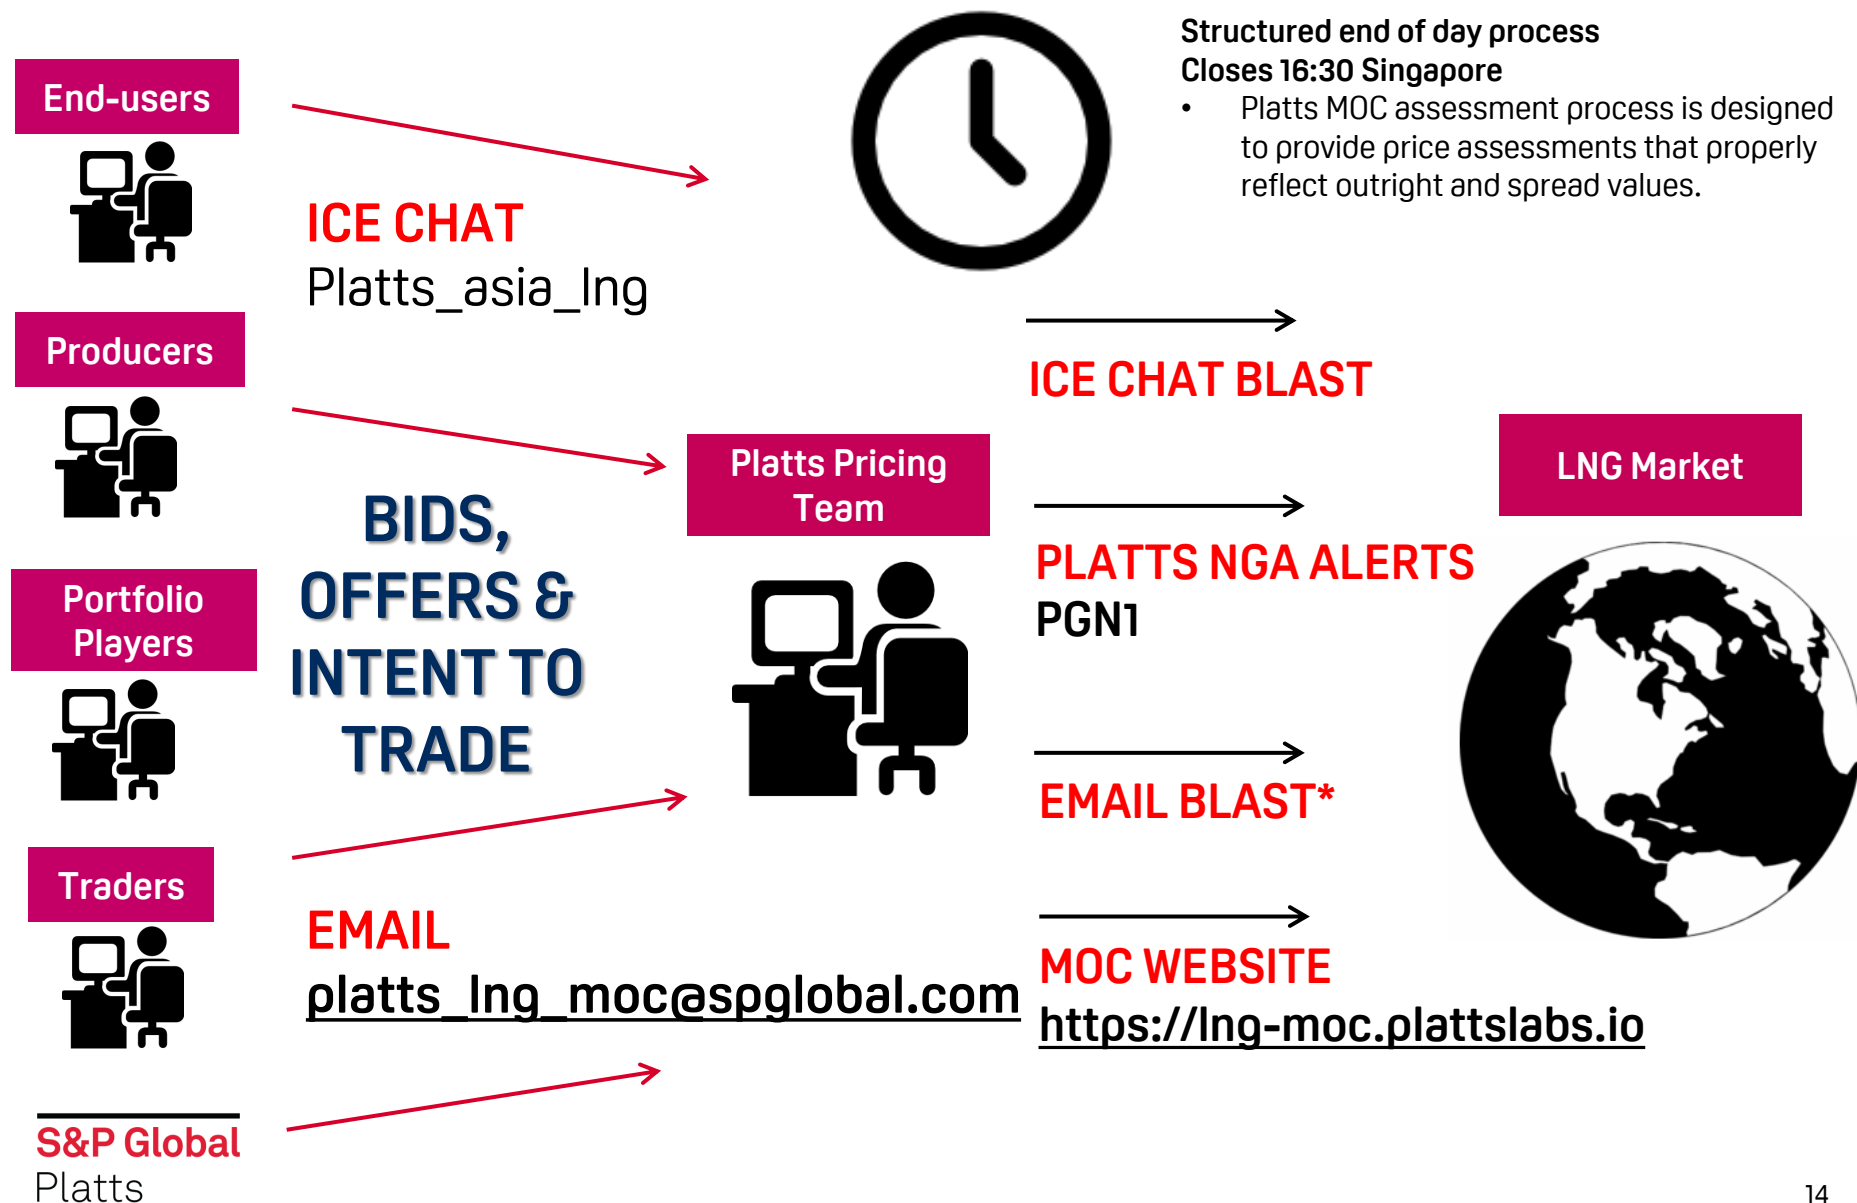 Structured end of day process
Closes 16:30 Singapore
• Platts MOC assessment process is designed
to provide price assessments that properly
reflect outright and spread values.
End-users
ICE CHAT
Platts_asia_lng
Producers
BIDS,
OFFERS &
INTENT TO
TRADE
Portfolio
Players
Traders
EMAIL
platts_lng_moc@spglobal.com
Platts Pricing
Team
ICE CHAT BLAST
PLATTS NGA ALERTS
PGN1
EMAIL BLAST*
MOC WEBSITE
https://lng-moc.plattslabs.io
LNG Market
S&P Global
Platts
14